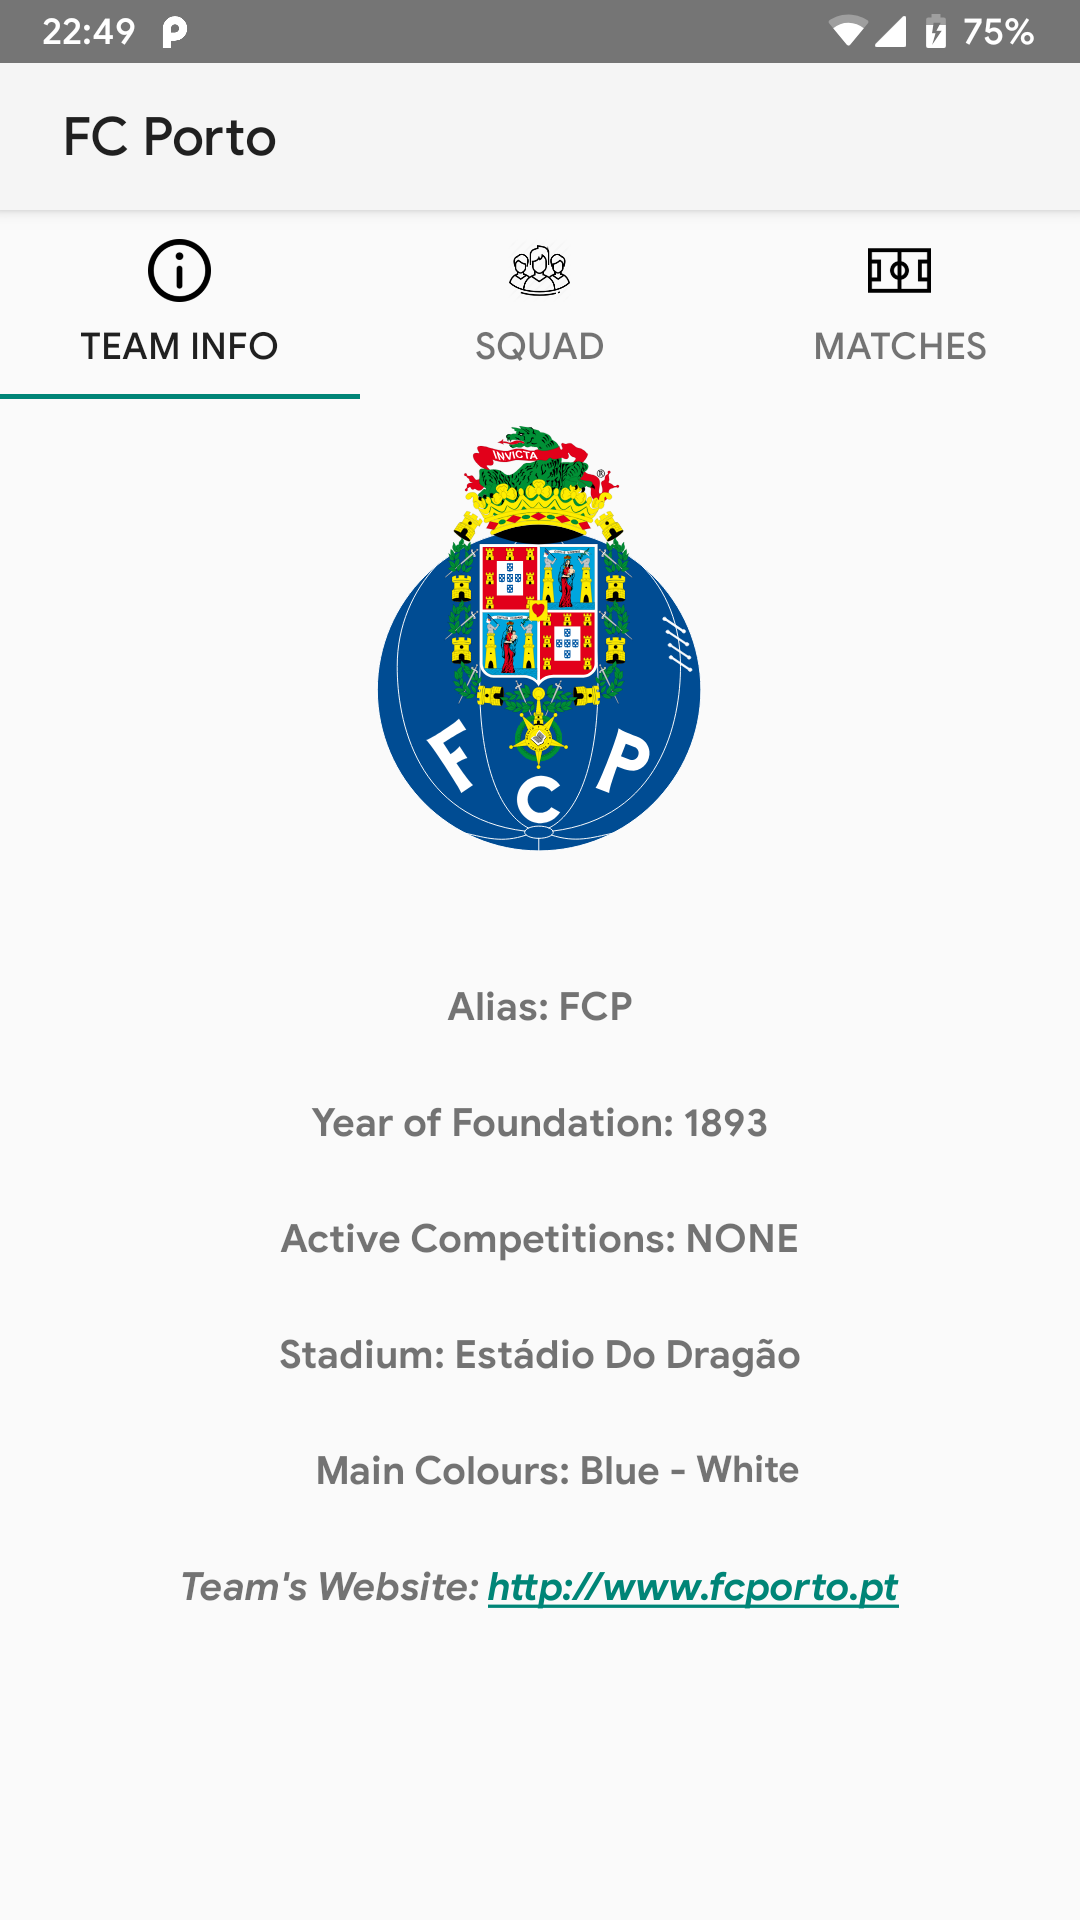 22:49 75%
FC Porto
TEAM INFO SQUAD MATCHES
INVICTA
®
F C P
Alias: FCP
Year of Foundation: 1893
Active Competitions: NONE
Stadium: Estádio Do Dragão
Main Colours: Blue - White
Team's Website: http://www.fcporto.pt